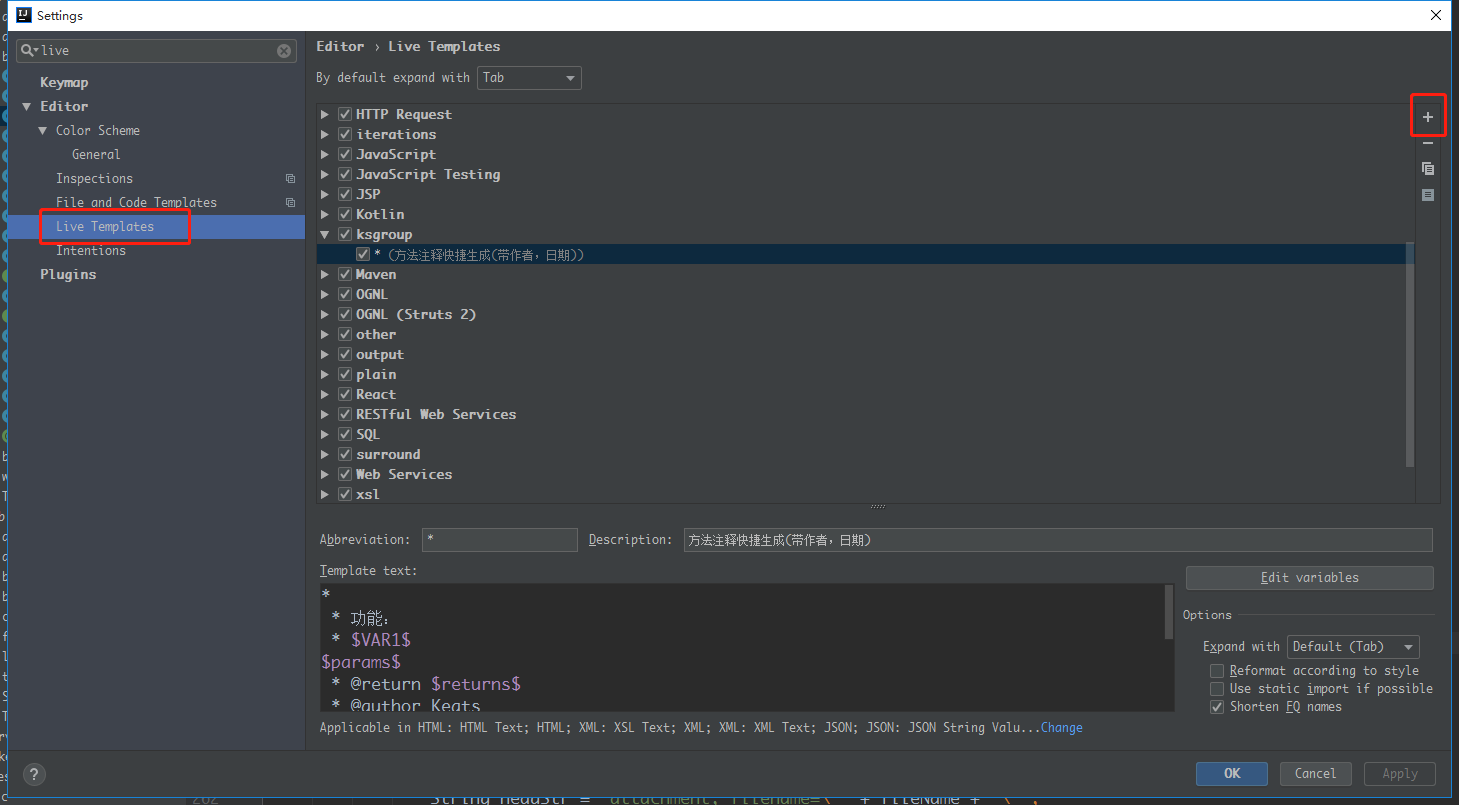 Settings
live
Keymap
Editor
Color Scheme
General
Inspections
File and Code Templates
Live Templates
Intentions
Plugins
Editor › Live Templates
By default expand with Tab
HTTP Request
iterations
JavaScript
JavaScript Testing
JSP
Kotlin
ksgroup
* (方法注释快捷生成(带作者，日期))
Maven
OGNL
OGNL (Struts 2)
other
output
plain
React
RESTful Web Services
SQL
surround
Web Services
xsl
Abbreviation: * Description: 方法注释快捷生成(带作者，日期)
Template text:
*
* 功能：
* $VAR1$
$params$
* @return $returns$
* @author Keats
Edit variables
Options
Expand with Default (Tab)
Reformat according to style
Use static import if possible
Shorten FQ names
Applicable in HTML: HTML Text; HTML; XML: XSL Text; XML; XML: XML Text; JSON; JSON: JSON String Valu...Change
? OK Cancel Apply